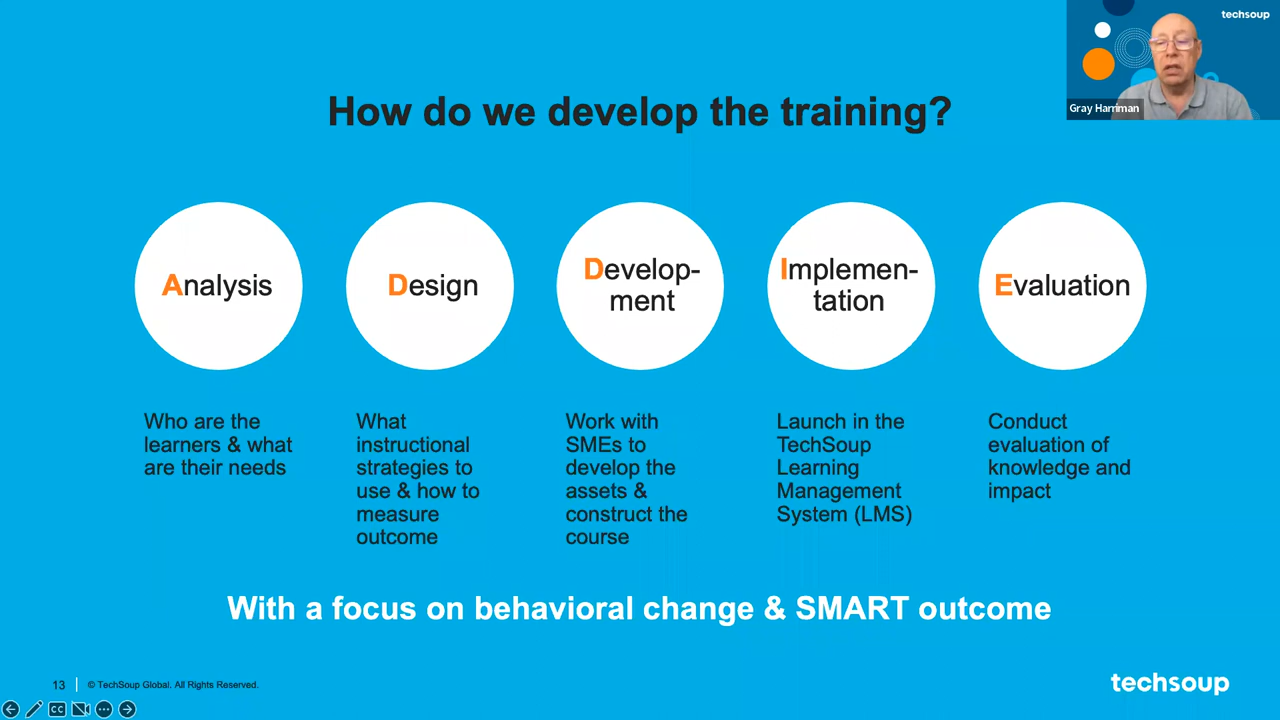 techsoup
Gray Harriman
How do we develop the training?
Analysis
Design
Develop-
ment
Implemen-
tation
Evaluation
Who are the
learners & what
are their needs
What
instructional
strategies to
use & how to
measure
outcome
Work with
SMEs to
develop the
assets &
construct the
course
Launch in the
TechSoup
Learning
Management
System (LMS)
Conduct
evaluation of
knowledge and
impact
With a focus on behavioral change & SMART outcome
13
© TechSoup Global. All Rights Reserved.
techsoup
CC